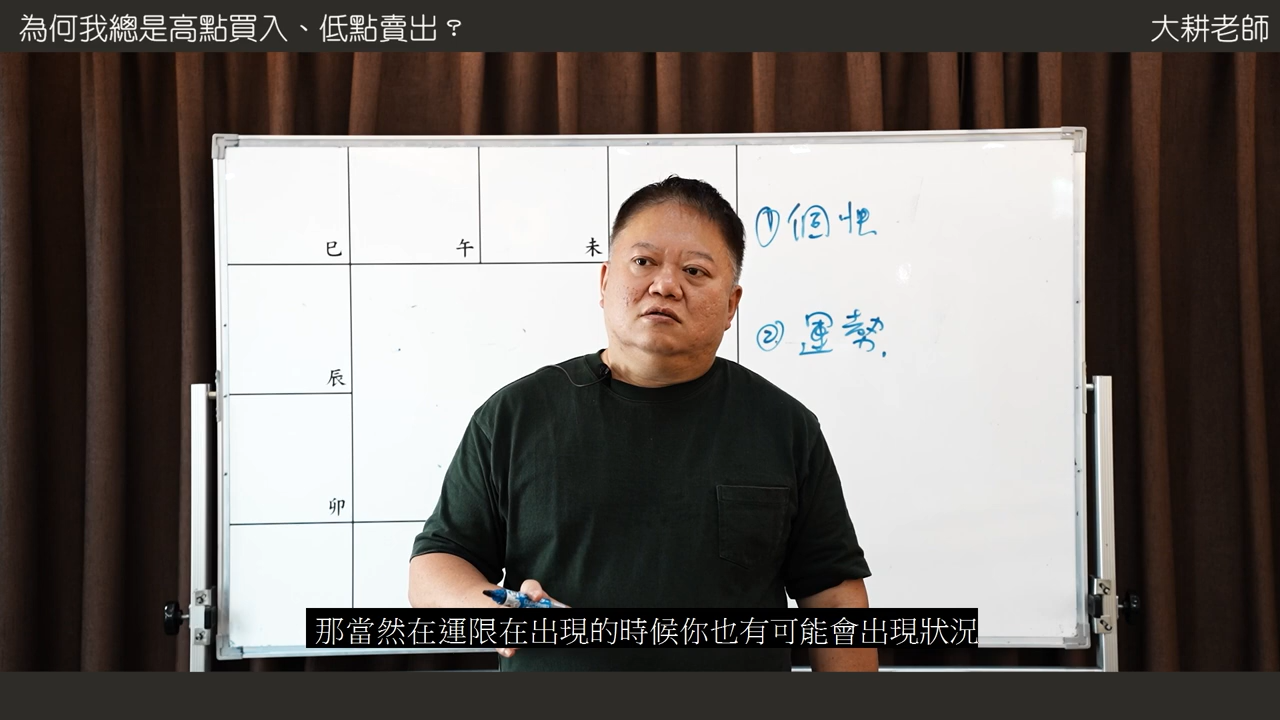 為何我總是高點買入、低點賣出？
大耕老師
巳
午
未
①個性
②運勢
辰
卯
那當然在運限在出現的時候你也有可能會出現狀況